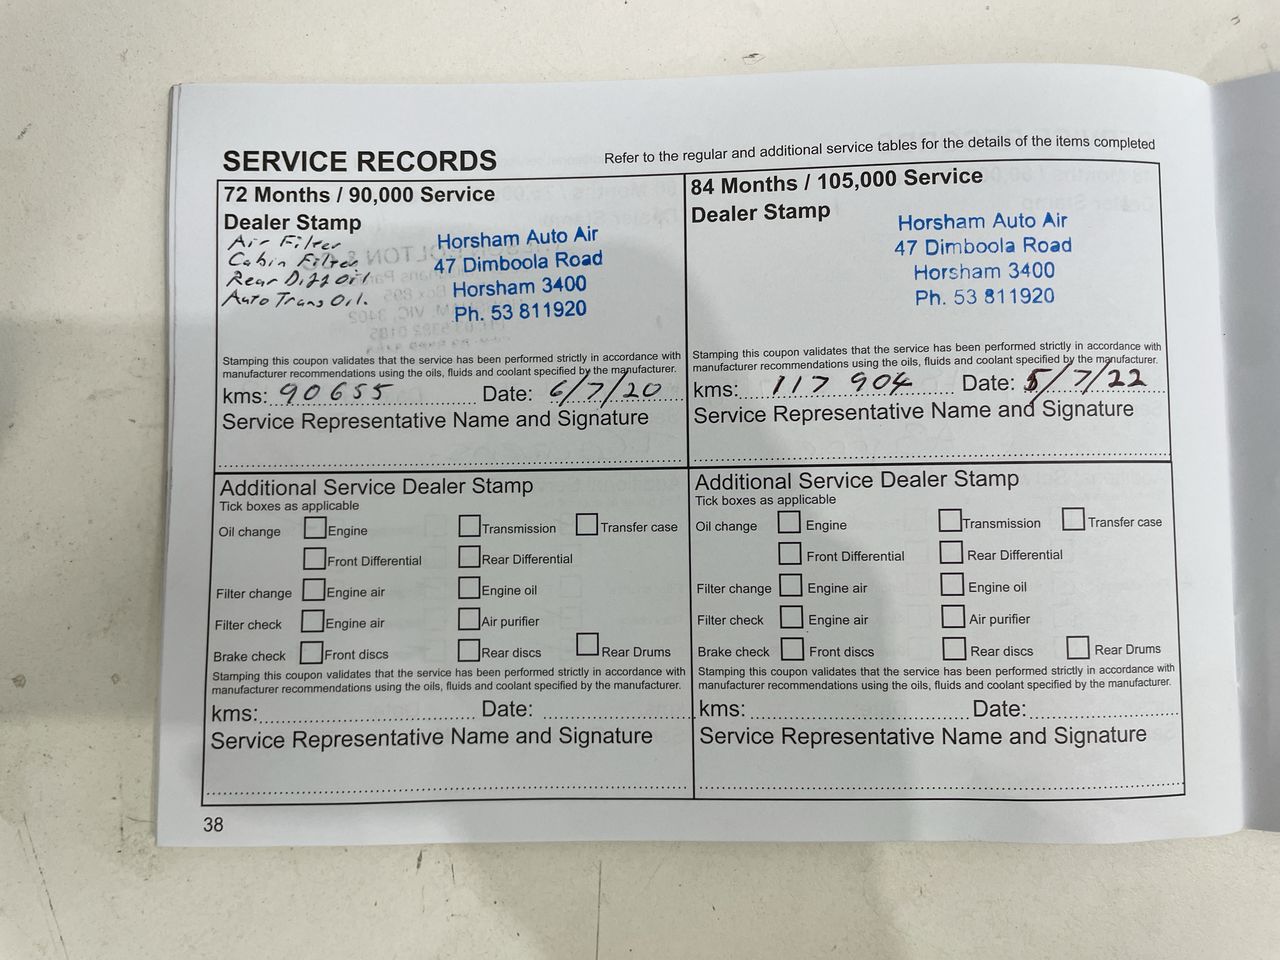 SERVICE RECORDS
Refer to the regular and additional service tables for the details of the items completed
72 Months / 90,000 Service
Dealer Stamp
Air Filter
Cabin Filter
Rear Diff Oil
Auto Trans Oil.
Horsham Auto Air
47 Dimboola Road
Horsham 3400
Ph. 53 811920
Stamping this coupon validates that the service has been performed strictly in accordance with
manufacturer recommendations using the oils, fluids and coolant specified by the manufacturer.
kms: 90655 Date: 6/7/20
Service Representative Name and Signature
84 Months / 105,000 Service
Dealer Stamp
Horsham Auto Air
47 Dimboola Road
Horsham 3400
Ph. 53 811920
Stamping this coupon validates that the service has been performed strictly in accordance with
manufacturer recommendations using the oils, fluids and coolant specified by the manufacturer.
kms: 117 904 Date: 5/7/22
Service Representative Name and Signature
Additional Service Dealer Stamp
Tick boxes as applicable
Oil change Engine Transmission Transfer case
Front Differential Rear Differential
Filter change Engine air Engine oil
Filter check Engine air Air purifier
Brake check Front discs Rear discs Rear Drums
Stamping this coupon validates that the service has been performed strictly in accordance with
manufacturer recommendations using the oils, fluids and coolant specified by the manufacturer.
kms: Date:
Service Representative Name and Signature
Additional Service Dealer Stamp
Tick boxes as applicable
Oil change Engine Transmission Transfer case
Front Differential Rear Differential
Filter change Engine air Engine oil
Filter check Engine air Air purifier
Brake check Front discs Rear discs Rear Drums
Stamping this coupon validates that the service has been performed strictly in accordance with
manufacturer recommendations using the oils, fluids and coolant specified by the manufacturer.
kms: Date:
Service Representative Name and Signature
38